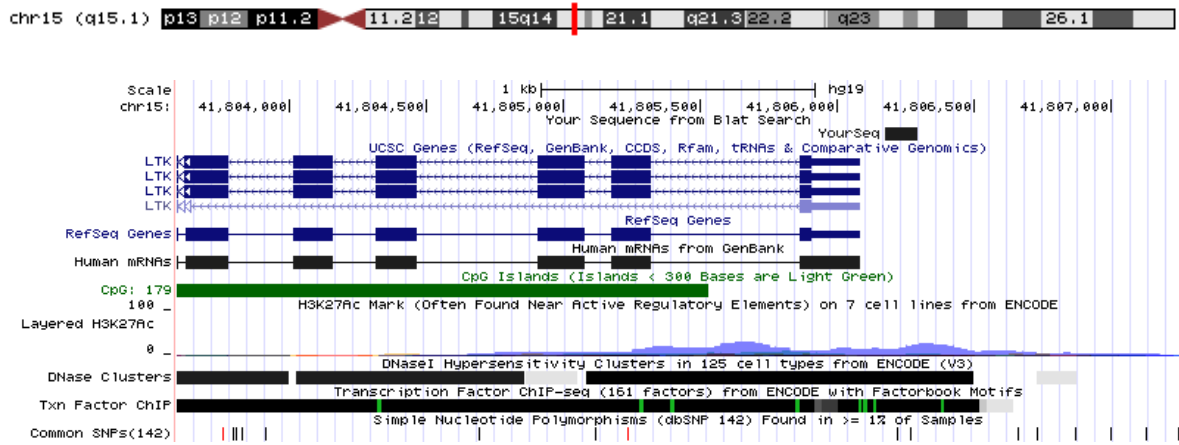 chr15 (q15.1) p13 p12 p11.2 11.2 12 15q14 21.1 q21.3 22.2 q23 26.1
Scale 1 kb hg19
chr15: 41,804,000 41,804,500 41,805,000 41,805,500 41,806,000 41,806,500 41,807,000
Your Sequence from Blat Search
YourSeq
UCSC Genes (RefSeq, GenBank, CCDS, Rfam, tRNAs & Comparative Genomics)
LTK
LTK
LTK
LTK
RefSeq Genes
RefSeq Genes
Human mRNAs from GenBank
Human mRNAs
CpG Islands (Islands < 300 Bases are Light Green)
CpG: 179
100 _ H3K27Ac Mark (Often Found Near Active Regulatory Elements) on 7 cell lines from ENCODE
Layered H3K27Ac
0 _
DNaseI Hypersensitivity Clusters in 125 cell types from ENCODE (V3)
DNase Clusters
Transcription Factor ChIP-seq (161 factors) from ENCODE with Factorbook Motifs
Txn Factor ChIP
Simple Nucleotide Polymorphisms (dbSNP 142) Found in >= 1% of Samples
Common SNPs(142)